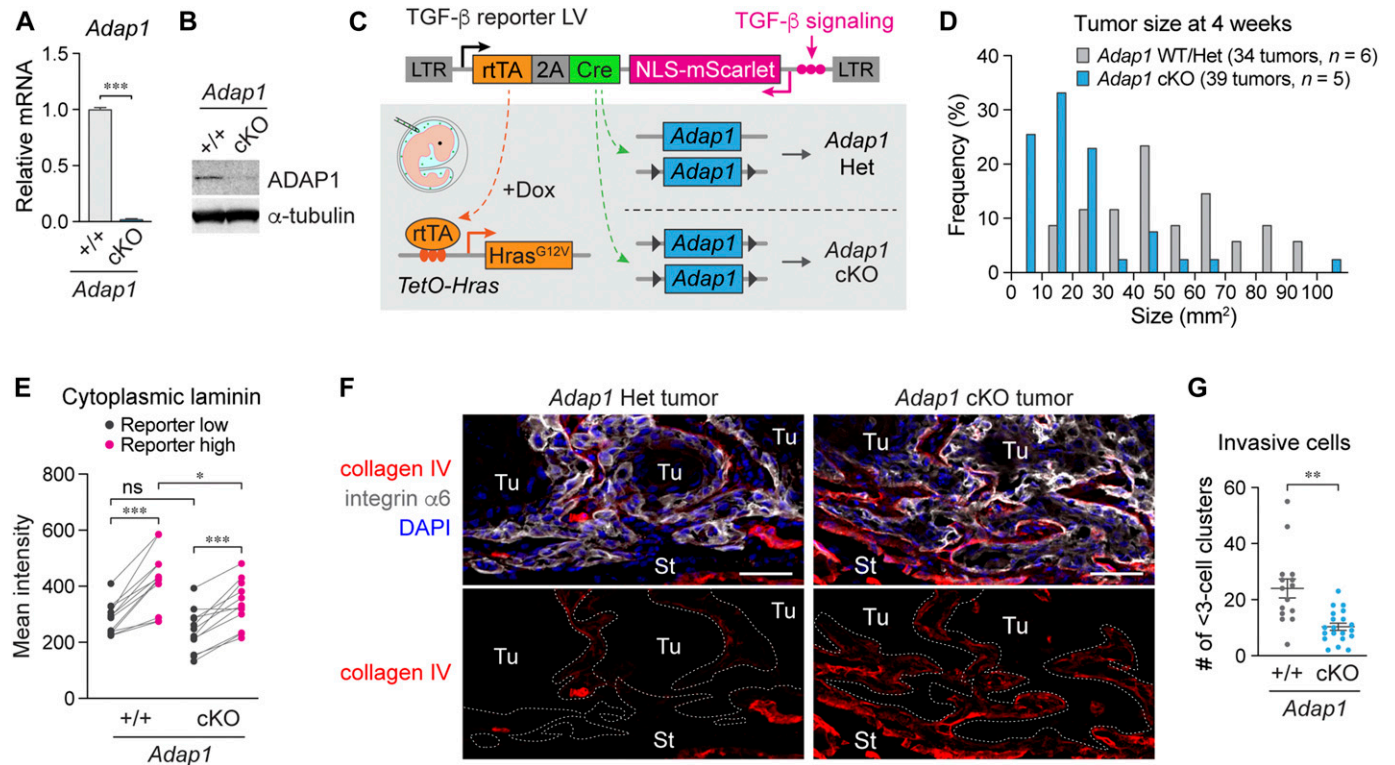 A
Adap1
Relative mRNA
1.5
1.0
0.5
0.0
***
+/+
cKO
Adap1
B
Adap1
+/+
cKO
ADAP1
α-tubulin
C
TGF-β reporter LV
TGF-β signaling
LTR
rtTA
2A
Cre
NLS-mScarlet
LTR
+Dox
rtTA
HrasG12V
TetO-Hras
Adap1
Adap1
Adap1
Het
Adap1
Adap1
Adap1
cKO
D
Tumor size at 4 weeks
Adap1 WT/Het (34 tumors, n = 6)
Adap1 cKO (39 tumors, n = 5)
Frequency (%)
40
30
20
10
0
0 10 20 30 40 50 60 70 80 90 100
Size (mm²)
E
Cytoplasmic laminin
Reporter low
Reporter high
Mean intensity
800
600
400
200
0
*
ns
***
***
+/+
cKO
Adap1
F
Adap1 Het tumor
Adap1 cKO tumor
collagen IV
integrin α6
DAPI
Tu
Tu
Tu
St
Tu
Tu
St
collagen IV
Tu
Tu
Tu
St
Tu
Tu
St
G
Invasive cells
# of <3-cell clusters
60
40
20
0
**
+/+
cKO
Adap1